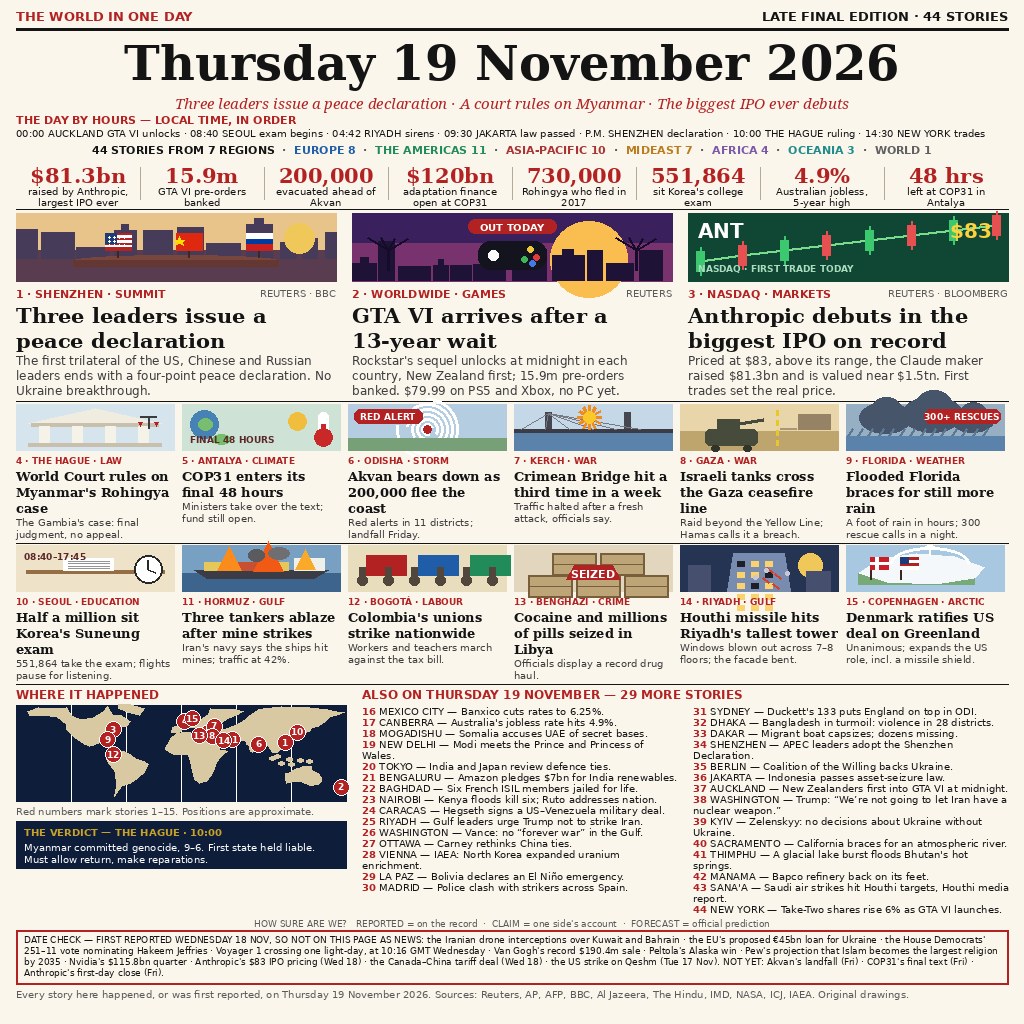 THE WORLD IN ONE DAY
LATE FINAL EDITION · 44 STORIES
Thursday 19 November 2026
Three leaders issue a peace declaration · A court rules on Myanmar · The biggest IPO ever debuts
THE DAY BY HOURS — LOCAL TIME, IN ORDER
00:00 AUCKLAND GTA VI unlocks · 08:40 SEOUL exam begins · 04:42 RIYADH sirens · 09:30 JAKARTA law passed · P.M. SHENZHEN declaration · 10:00 THE HAGUE ruling · 14:30 NEW YORK trades
44 STORIES FROM 7 REGIONS · EUROPE 8 · THE AMERICAS 11 · ASIA-PACIFIC 10 · MIDEAST 7 · AFRICA 4 · OCEANIA 3 · WORLD 1
$81.3bn
raised by Anthropic,
largest IPO ever
15.9m
GTA VI pre-orders
banked
200,000
evacuated ahead of
Akvan
$120bn
adaptation finance
open at COP31
730,000
Rohingya who fled in
2017
551,864
sit Korea's college
exam
4.9%
Australian jobless,
5-year high
48 hrs
left at COP31 in
Antalya
OUT TODAY
ANT
$83
NASDAQ · FIRST TRADE TODAY
1 · SHENZHEN · SUMMIT
REUTERS · BBC
Three leaders issue a
peace declaration
The first trilateral of the US, Chinese and Russian
leaders ends with a four-point peace declaration. No
Ukraine breakthrough.
2 · WORLDWIDE · GAMES
REUTERS
GTA VI arrives after a
13-year wait
Rockstar's sequel unlocks at midnight in each
country, New Zealand first; 15.9m pre-orders
banked. $79.99 on PS5 and Xbox, no PC yet.
3 · NASDAQ · MARKETS
REUTERS · BLOOMBERG
Anthropic debuts in the
biggest IPO on record
Priced at $83, above its range, the Claude maker
raised $81.3bn and is valued near $1.5tn. First
trades set the real price.
FINAL 48 HOURS
RED ALERT
300+ RESCUES
4 · THE HAGUE · LAW
World Court rules on
Myanmar's Rohingya
case
The Gambia's case: final
judgment, no appeal.
5 · ANTALYA · CLIMATE
COP31 enters its
final 48 hours
Ministers take over the text;
fund still open.
6 · ODISHA · STORM
Akvan bears down as
200,000 flee the
coast
Red alerts in 11 districts;
landfall Friday.
7 · KERCH · WAR
Crimean Bridge hit a
third time in a week
Traffic halted after a fresh
attack, officials say.
8 · GAZA · WAR
Israeli tanks cross
the Gaza ceasefire
line
Raid beyond the Yellow Line;
Hamas calls it a breach.
9 · FLORIDA · WEATHER
Flooded Florida
braces for still more
rain
A foot of rain in hours; 300
rescue calls in a night.
08:40–17:45
SEIZED
10 · SEOUL · EDUCATION
Half a million sit
Korea's Suneung
exam
551,864 take the exam; flights
pause for listening.
11 · HORMUZ · GULF
Three tankers ablaze
after mine strikes
Iran's navy says the ships hit
mines; traffic at 42%.
12 · BOGOTÁ · LABOUR
Colombia's unions
strike nationwide
Workers and teachers march
against the tax bill.
13 · BENGHAZI · CRIME
Cocaine and millions
of pills seized in
Libya
Officials display a record drug
haul.
14 · RIYADH · GULF
Houthi missile hits
Riyadh's tallest tower
Windows blown out across 7–8
floors; the facade bent.
15 · COPENHAGEN · ARCTIC
Denmark ratifies US
deal on Greenland
Unanimous; expands the US
role, incl. a missile shield.
WHERE IT HAPPENED
3
9
12
15
7
13
8
14
6
1
10
2
Red numbers mark stories 1–15. Positions are approximate.
THE VERDICT — THE HAGUE · 10:00
Myanmar committed genocide, 9–6. First state held liable.
Must allow return, make reparations.
ALSO ON THURSDAY 19 NOVEMBER — 29 MORE STORIES
16 MEXICO CITY — Banxico cuts rates to 6.25%.
17 CANBERRA — Australia's jobless rate hits 4.9%.
18 MOGADISHU — Somalia accuses UAE of secret bases.
19 NEW DELHI — Modi meets the Prince and Princess of
Wales.
20 TOKYO — India and Japan review defence ties.
21 BENGALURU — Amazon pledges $7bn for India renewables.
22 BAGHDAD — Six French ISIL members jailed for life.
23 NAIROBI — Kenya floods kill six; Ruto addresses nation.
24 CARACAS — Hegseth signs a US–Venezuela military deal.
25 RIYADH — Gulf leaders urge Trump not to strike Iran.
26 WASHINGTON — Vance: no “forever war” in the Gulf.
27 OTTAWA — Carney rethinks China ties.
28 VIENNA — IAEA: North Korea expanded uranium
enrichment.
29 LA PAZ — Bolivia declares an El Niño emergency.
30 MADRID — Police clash with strikers across Spain.
31 SYDNEY — Duckett's 133 puts England on top in ODI.
32 DHAKA — Bangladesh in turmoil: violence in 28 districts.
33 DAKAR — Migrant boat capsizes; dozens missing.
34 SHENZHEN — APEC leaders adopt the Shenzhen
Declaration.
35 BERLIN — Coalition of the Willing backs Ukraine.
36 JAKARTA — Indonesia passes asset-seizure law.
37 AUCKLAND — New Zealanders first into GTA VI at midnight.
38 WASHINGTON — Trump: “We're not going to let Iran have a
nuclear weapon.”
39 KYIV — Zelenskyy: no decisions about Ukraine without
Ukraine.
40 SACRAMENTO — California braces for an atmospheric river.
41 THIMPHU — A glacial lake burst floods Bhutan's hot
springs.
42 MANAMA — Bapco refinery back on its feet.
43 SANA'A — Saudi air strikes hit Houthi targets, Houthi media
report.
44 NEW YORK — Take-Two shares rise 6% as GTA VI launches.
HOW SURE ARE WE? REPORTED = on the record · CLAIM = one side's account · FORECAST = official prediction
DATE CHECK — FIRST REPORTED WEDNESDAY 18 NOV, SO NOT ON THIS PAGE AS NEWS: the Iranian drone interceptions over Kuwait and Bahrain · the EU's proposed €45bn loan for Ukraine · the House Democrats'
251–11 vote nominating Hakeem Jeffries · Voyager 1 crossing one light-day, at 10:16 GMT Wednesday · Van Gogh's record $190.4m sale · Peltola's Alaska win · Pew's projection that Islam becomes the largest religion
by 2035 · Nvidia's $115.8bn quarter · Anthropic's $83 IPO pricing (Wed 18) · the Canada–China tariff deal (Wed 18) · the US strike on Qeshm (Tue 17 Nov). NOT YET: Akvan's landfall (Fri) · COP31's final text (Fri) ·
Anthropic's first-day close (Fri).
Every story here happened, or was first reported, on Thursday 19 November 2026. Sources: Reuters, AP, AFP, BBC, Al Jazeera, The Hindu, IMD, NASA, ICJ, IAEA. Original drawings.